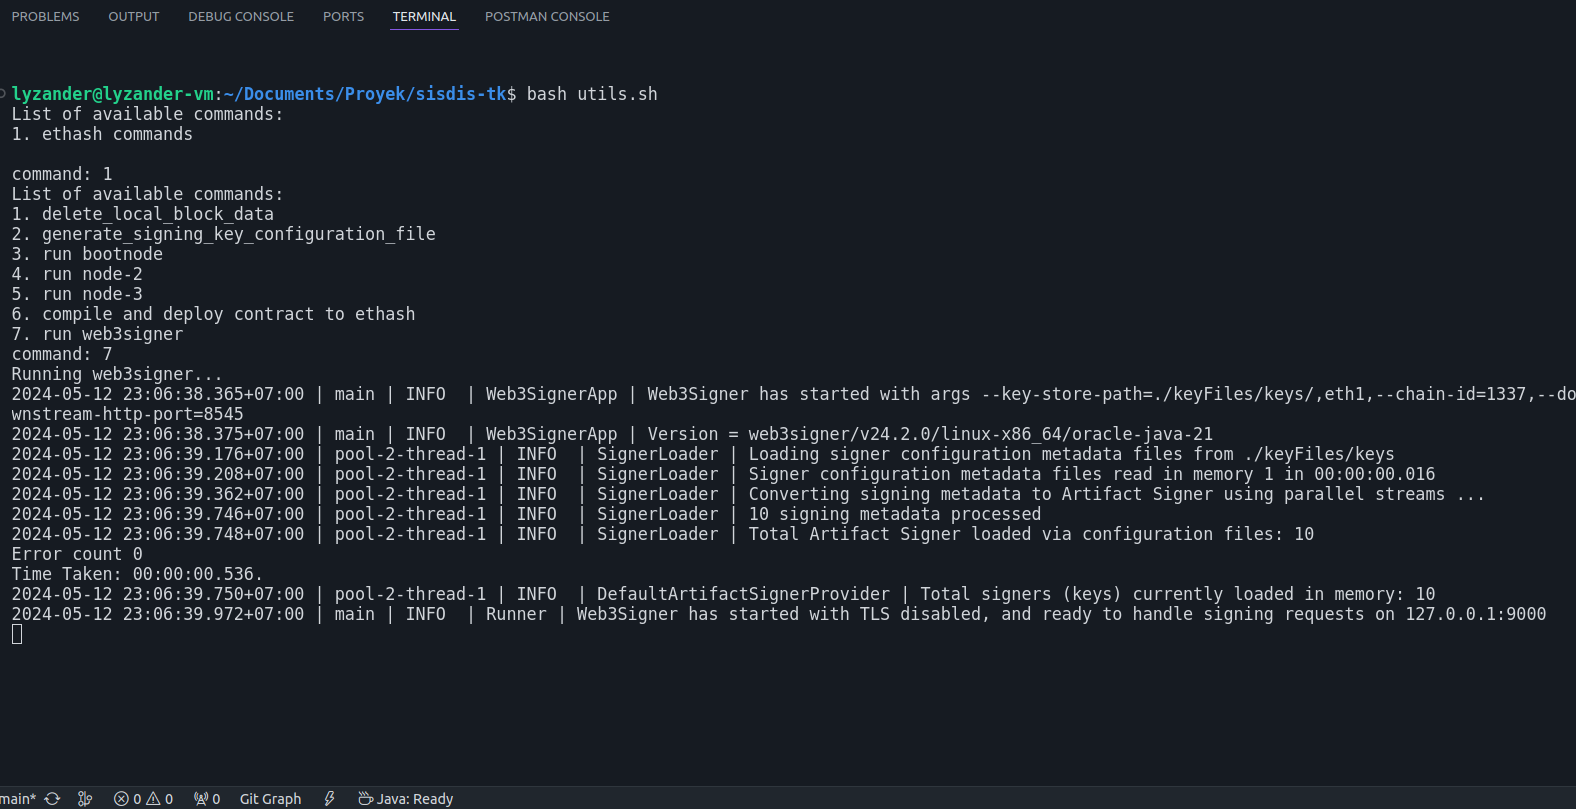 PROBLEMS OUTPUT DEBUG CONSOLE PORTS TERMINAL POSTMAN CONSOLE
lyzander@lyzander-vm:~/Documents/Proyek/sisdis-tk$ bash utils.sh
List of available commands:
1. ethash commands
command: 1
List of available commands:
1. delete_local_block_data
2. generate_signing_key_configuration_file
3. run bootnode
4. run node-2
5. run node-3
6. compile and deploy contract to ethash
7. run web3signer
command: 7
Running web3signer...
2024-05-12 23:06:38.365+07:00 | main | INFO  | Web3SignerApp | Web3Signer has started with args --key-store-path=./keyFiles/keys/,eth1,--chain-id=1337,--do
wnstream-http-port=8545
2024-05-12 23:06:38.375+07:00 | main | INFO  | Web3SignerApp | Version = web3signer/v24.2.0/linux-x86_64/oracle-java-21
2024-05-12 23:06:39.176+07:00 | pool-2-thread-1 | INFO  | SignerLoader | Loading signer configuration metadata files from ./keyFiles/keys
2024-05-12 23:06:39.208+07:00 | pool-2-thread-1 | INFO  | SignerLoader | Signer configuration metadata files read in memory 1 in 00:00:00.016
2024-05-12 23:06:39.362+07:00 | pool-2-thread-1 | INFO  | SignerLoader | Converting signing metadata to Artifact Signer using parallel streams ...
2024-05-12 23:06:39.746+07:00 | pool-2-thread-1 | INFO  | SignerLoader | 10 signing metadata processed
2024-05-12 23:06:39.748+07:00 | pool-2-thread-1 | INFO  | SignerLoader | Total Artifact Signer loaded via configuration files: 10
Error count 0
Time Taken: 00:00:00.536.
2024-05-12 23:06:39.750+07:00 | pool-2-thread-1 | INFO  | DefaultArtifactSignerProvider | Total signers (keys) currently loaded in memory: 10
2024-05-12 23:06:39.972+07:00 | main | INFO  | Runner | Web3Signer has started with TLS disabled, and ready to handle signing requests on 127.0.0.1:9000
main* 0 0 0 Git Graph Java: Ready